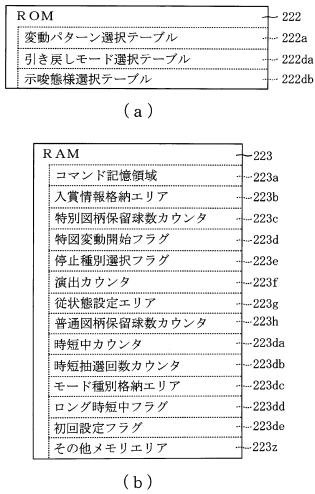 ROM 222
変動パターン選択テーブル 222a
引き戻しモード選択テーブル 222da
示唆態様選択テーブル 222db
(a)
RAM 223
コマンド記憶領域 223a
入賞情報格納エリア 223b
特別図柄保留球数カウンタ 223c
特図変動開始フラグ 223d
停止種別選択フラグ 223e
演出カウンタ 223f
従状態設定エリア 223g
普通図柄保留球数カウンタ 223h
時短中カウンタ 223da
時短抽選回数カウンタ 223db
モード種別格納エリア 223dc
ロング時短中フラグ 223dd
初回設定フラグ 223de
その他メモリエリア 223z
(b)